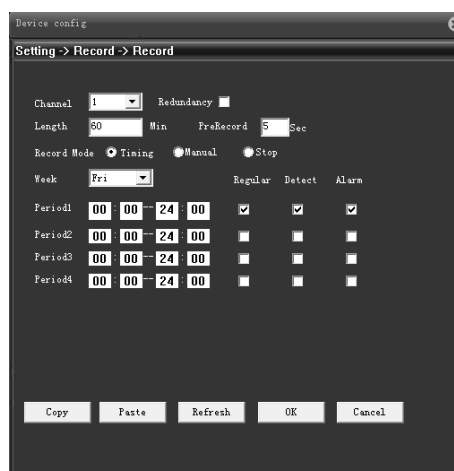 Device config
Setting -> Record -> Record
Channel 1 Redundancy
Length 60 Min PreRecord 5 Sec
Record Mode Timing Manual Stop
Week Fri Regular Detect Alarm
Period1 00 : 00 -- 24 : 00
Period2 00 : 00 -- 24 : 00
Period3 00 : 00 -- 24 : 00
Period4 00 : 00 -- 24 : 00
Copy Paste Refresh OK Cancel